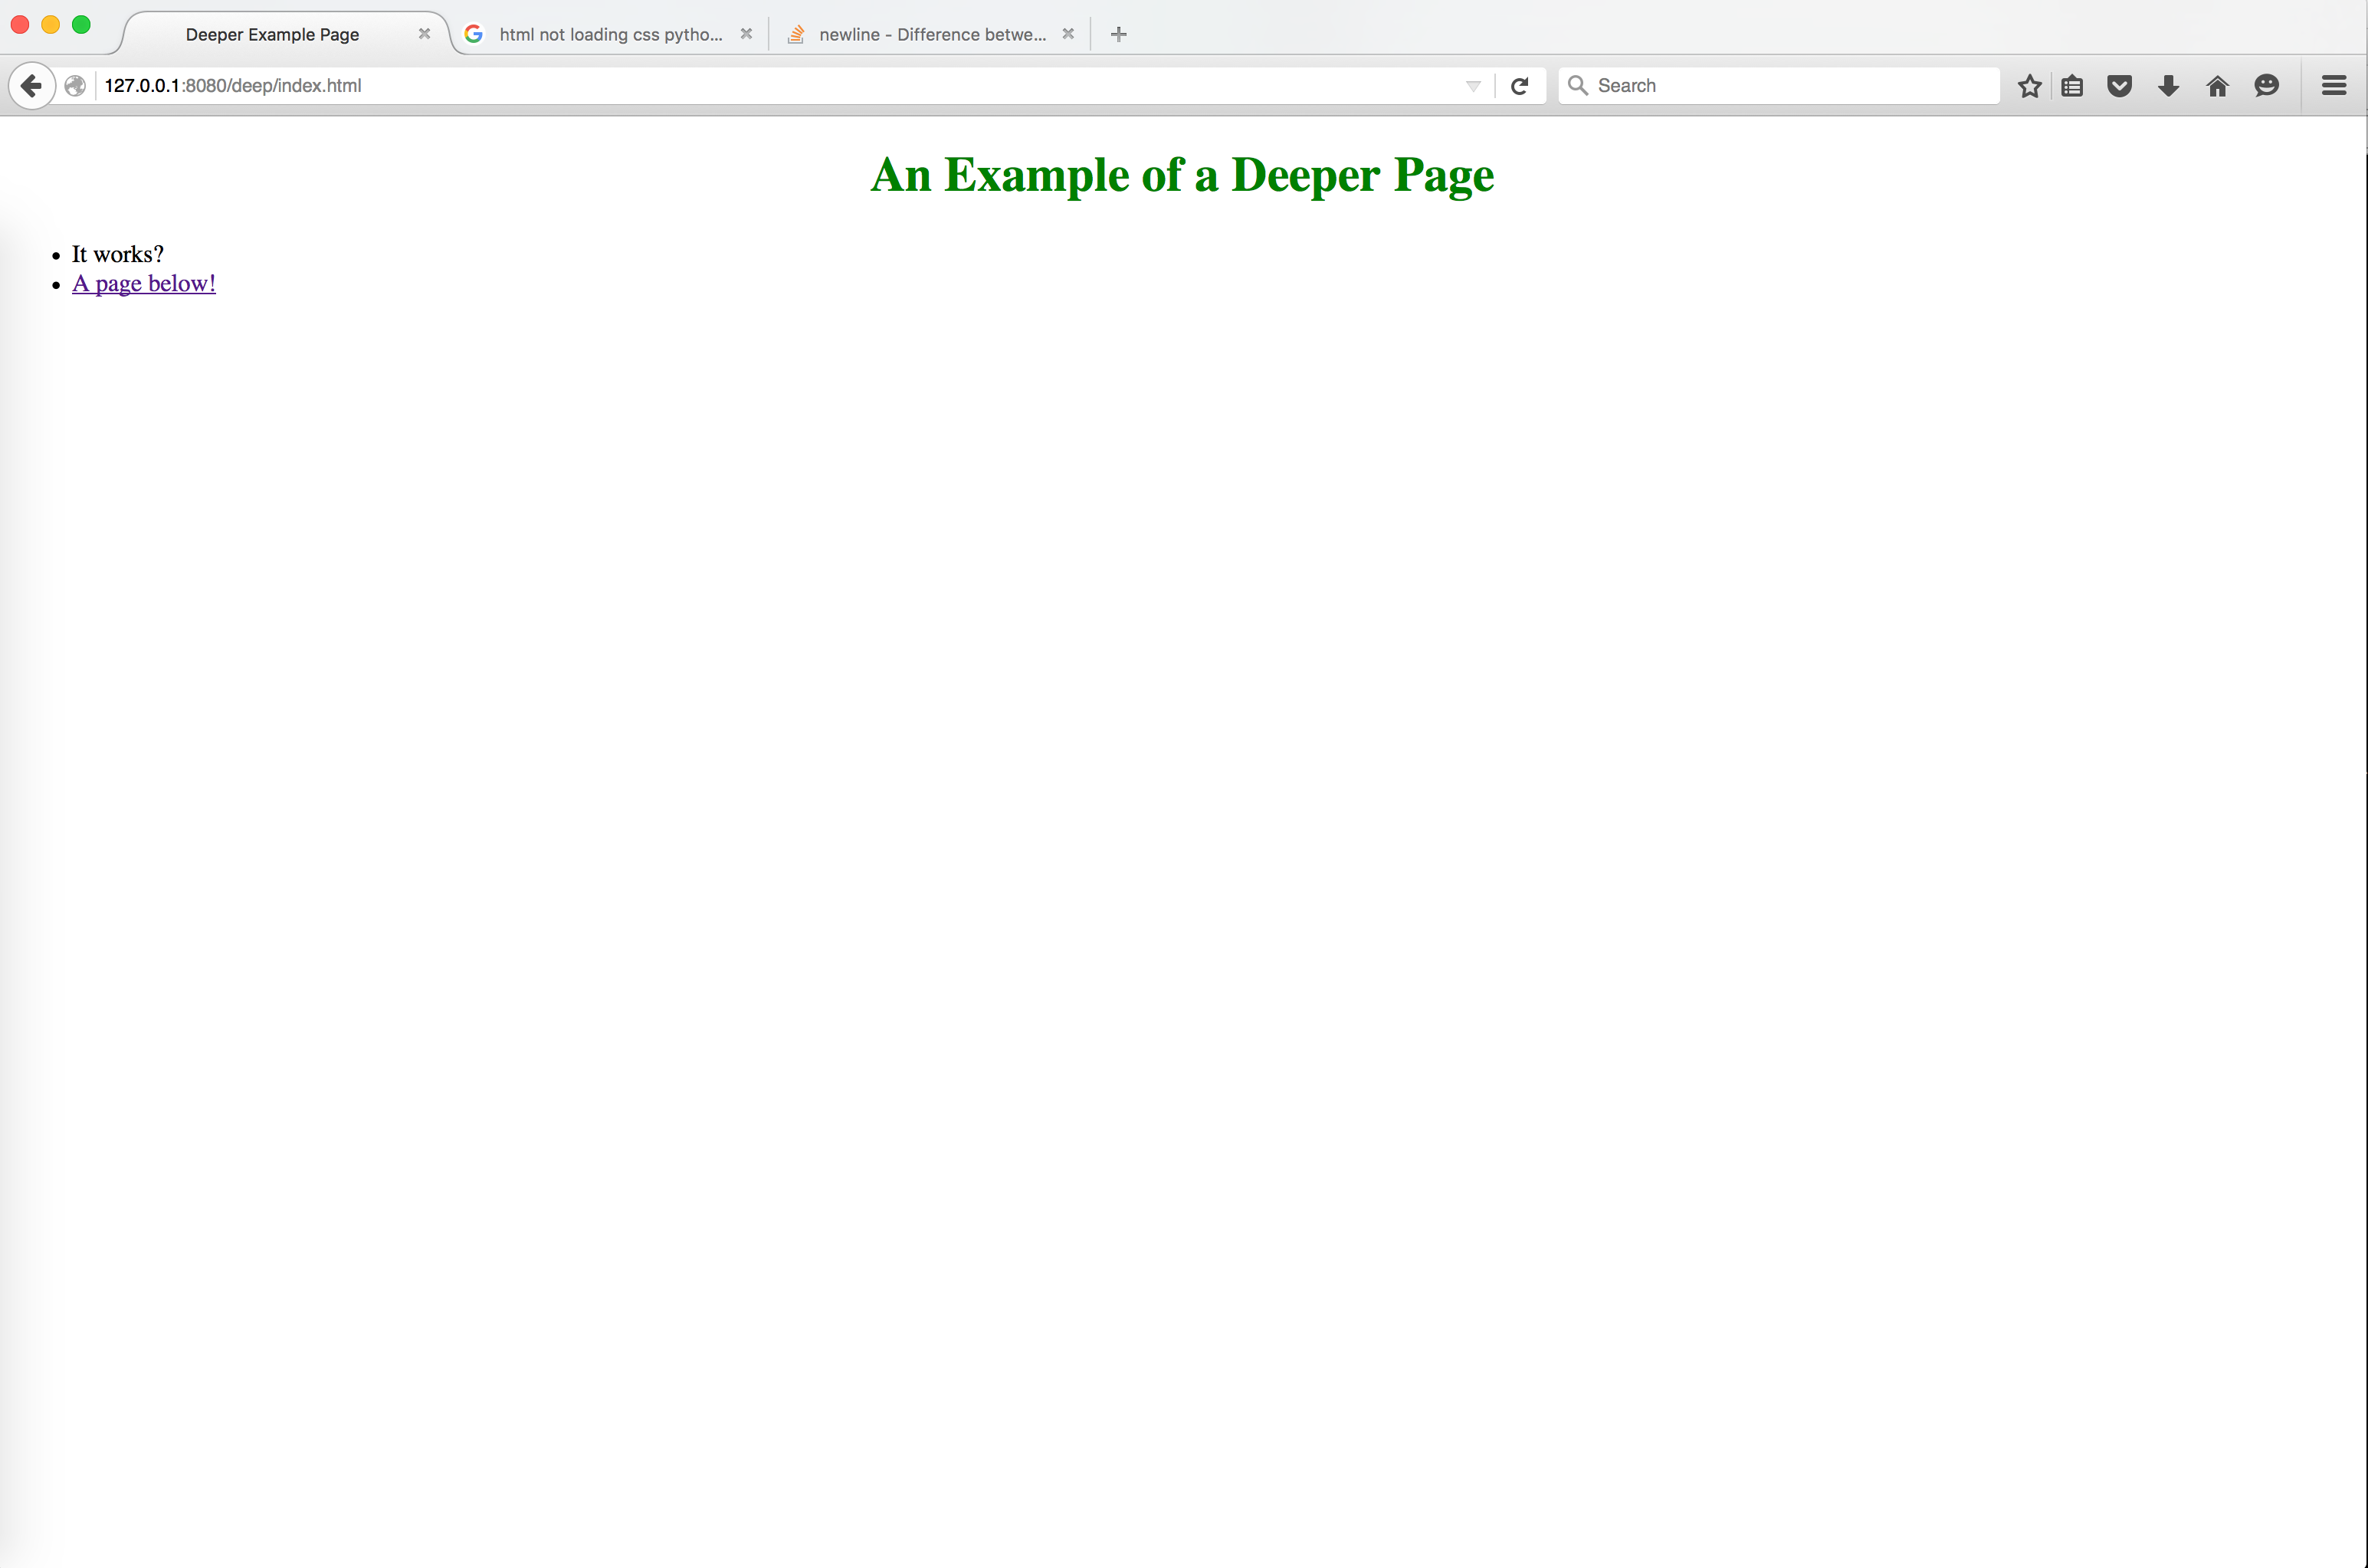 Deeper Example Page
html not loading css pytho...
newline - Difference betwe...
127.0.0.1:8080/deep/index.html
Search
An Example of a Deeper Page
It works?
A page below!